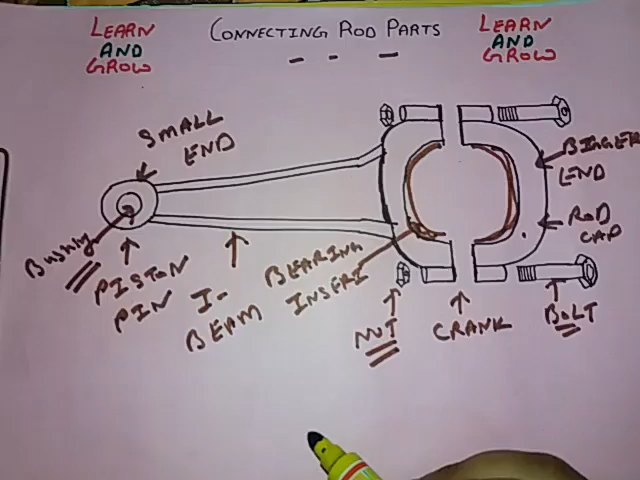 LEARN
AND
GROW
CONNECTING ROD PARTS
LEARN
AND
GROW
SMALL
END
BIGGER
END
ROD
CAP
Bushing
PISTON
PIN
I-
BEAM
BEARING
INSERT
NUT
CRANK
BOLT